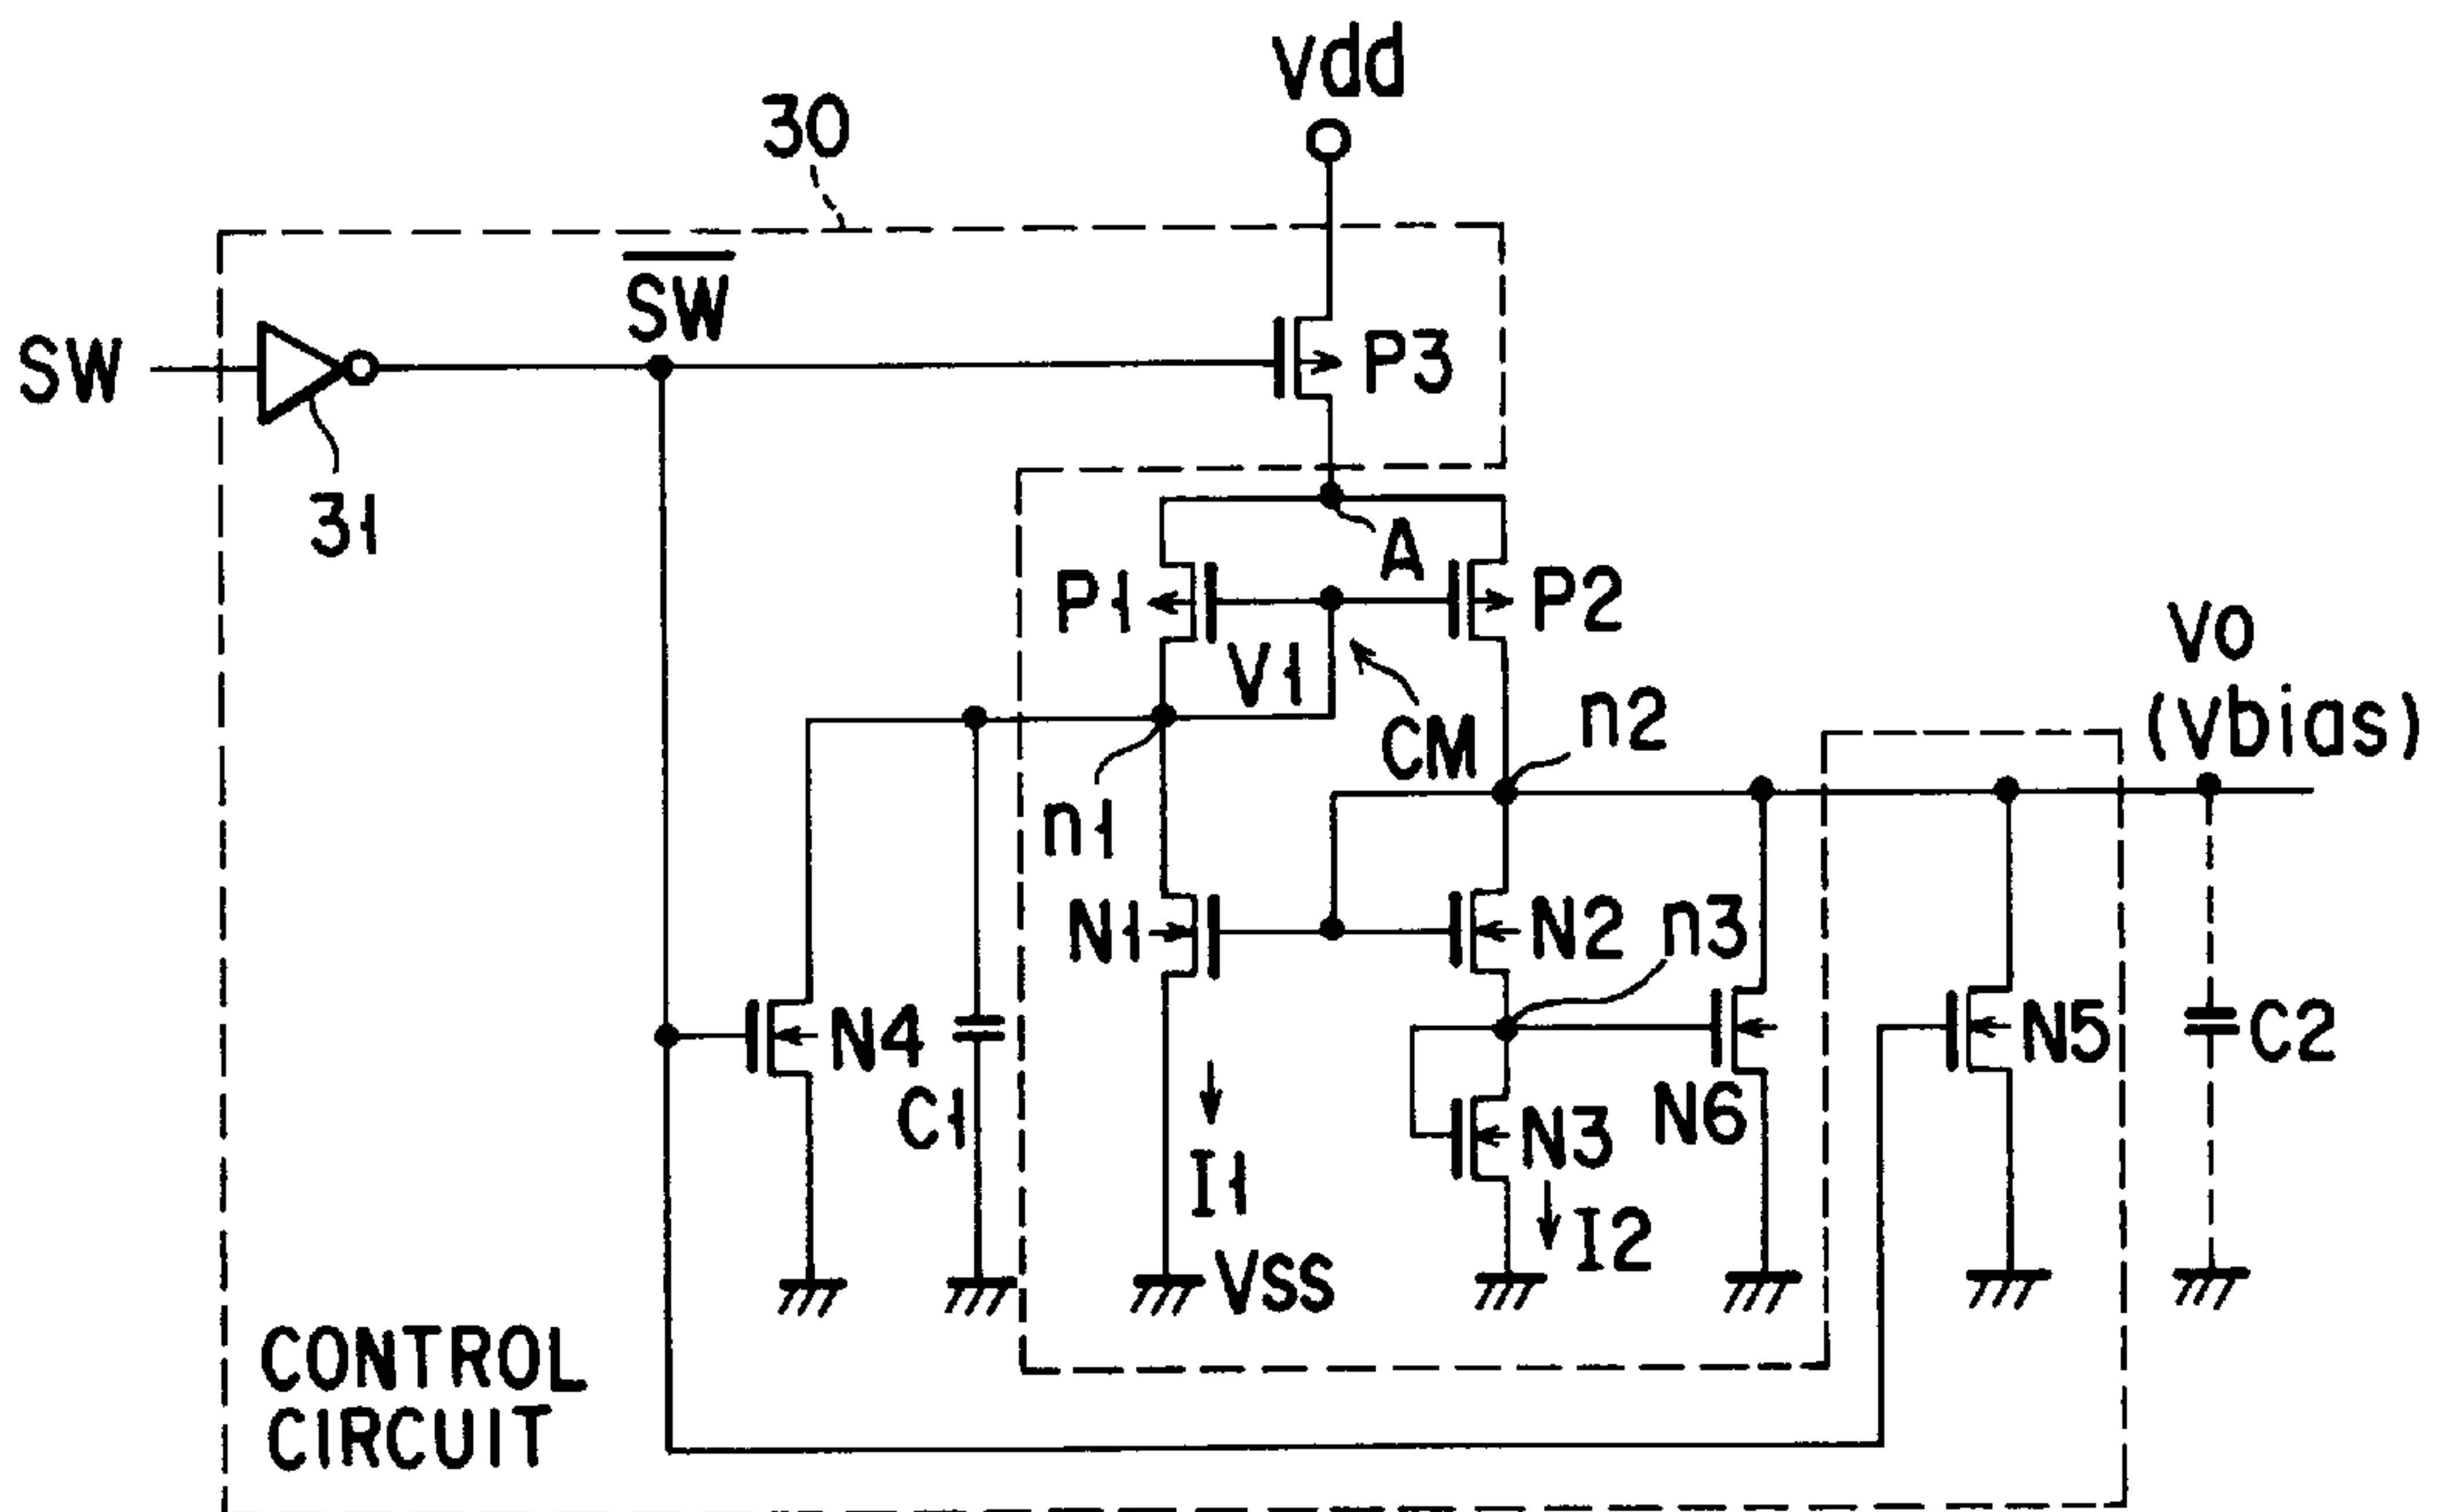 Vdd
30
SW
SW
P3
31
A
P1
P2
V1
VO
(Vbias)
n2
CM
n1
N1
N2
n3
N4
N5
C2
C1
N6
N3
I1
I2
VSS
CONTROL
CIRCUIT